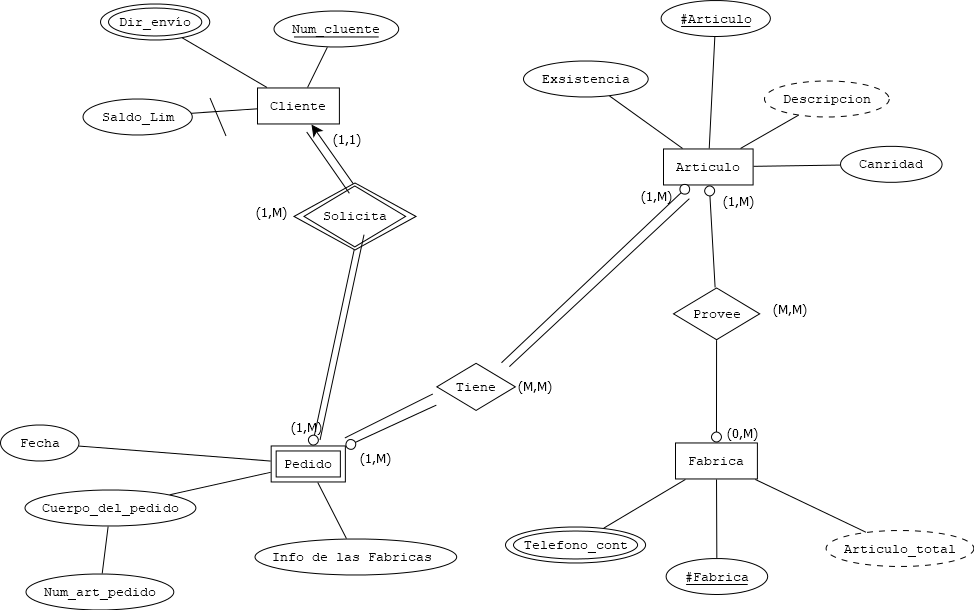 Dir_envío
Num_cluente
Saldo_Lim
Cliente
(1,1)
(1,M)
Solicita
(1,M)
#Articulo
Exsistencia
Descripcion
Articulo
Canridad
(1,M)
(1,M)
Provee
(M,M)
Tiene
(M,M)
(0,M)
Fabrica
(1,M)
Fecha
Pedido
Cuerpo_del_pedido
Info de las Fabricas
Num_art_pedido
Telefono_cont
Articulo_total
#Fabrica